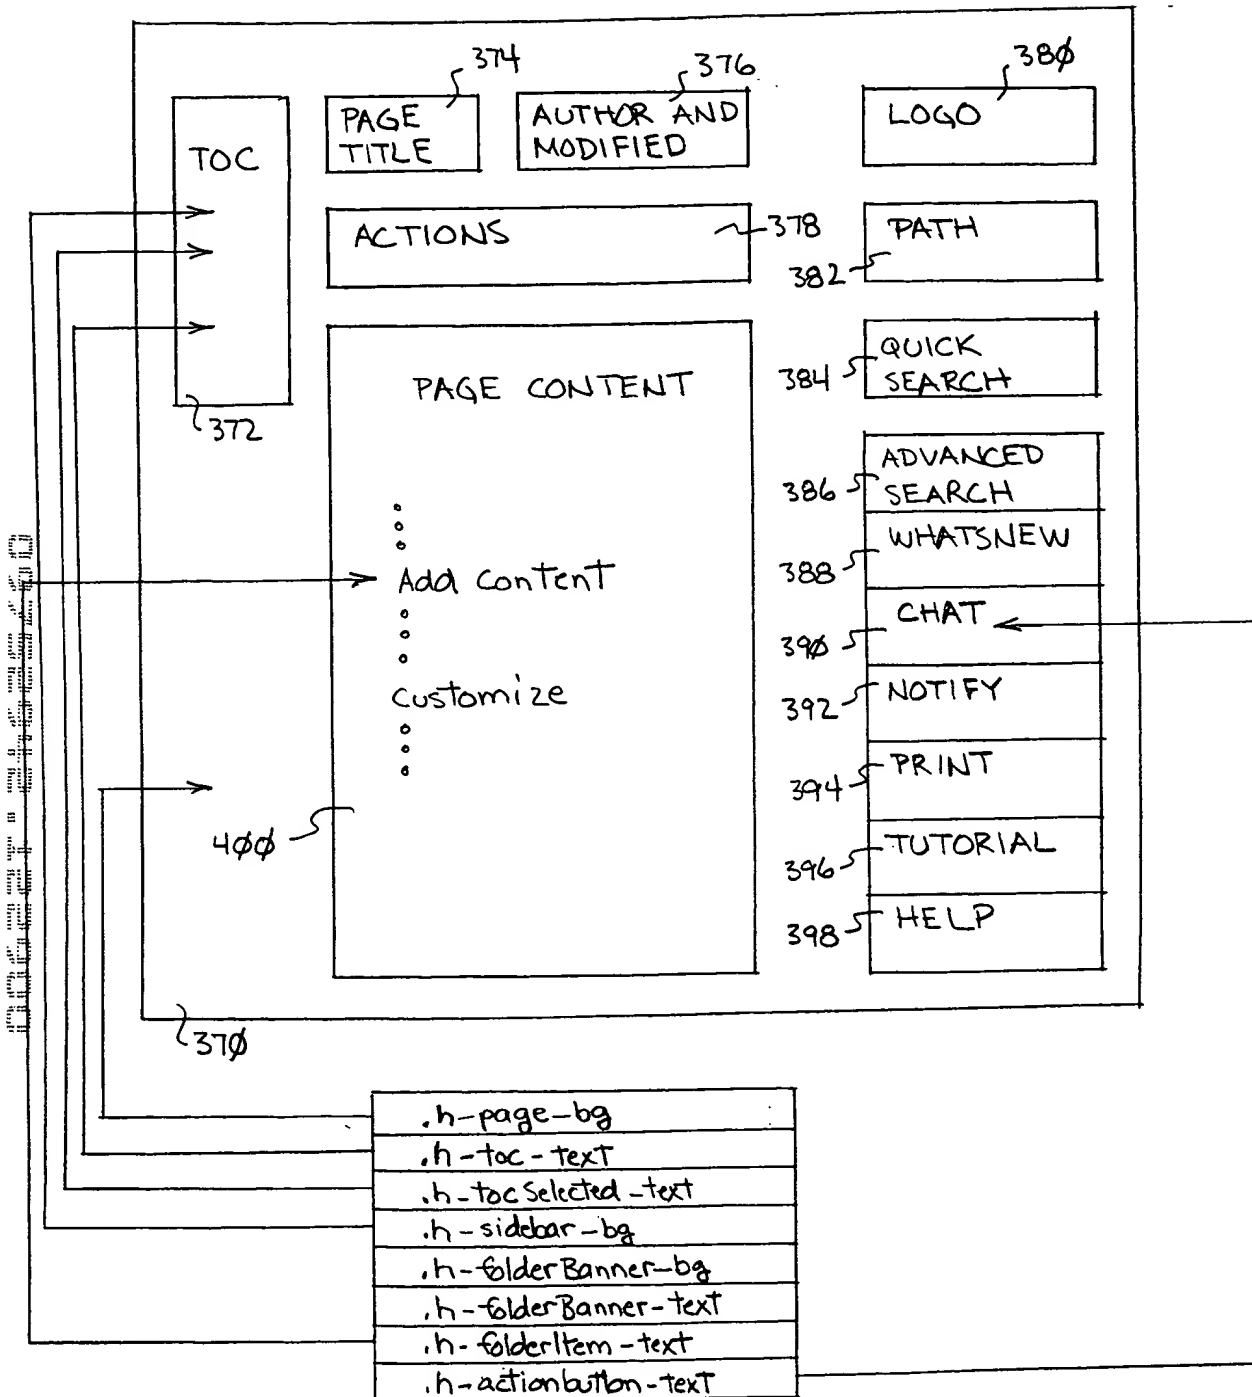 374
376
380
PAGE
TITLE
AUTHOR AND
MODIFIED
LOGO
TOC
ACTIONS
378
PATH
382
QUICK
SEARCH
384
PAGE CONTENT
372
ADVANCED
SEARCH
386
WHATSNEW
388
Add content
CHAT
390
customize
NOTIFY
392
PRINT
394
400
TUTORIAL
396
HELP
398
370
.h-page-bg
.h-toc-text
.h-tocSelected-text
.h-sidebar-bg
.h-folderBanner-bg
.h-folderBanner-text
.h-folderItem-text
.h-actionbutton-text